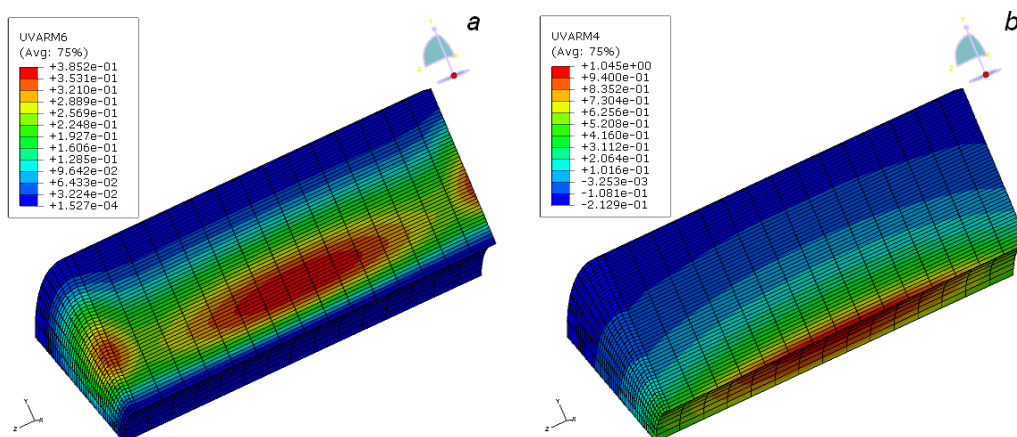 a
UVARM6
(Avg: 75%)
+3.852e-01
+3.531e-01
+3.210e-01
+2.889e-01
+2.569e-01
+2.248e-01
+1.927e-01
+1.606e-01
+1.285e-01
+9.642e-02
+6.433e-02
+3.224e-02
+1.527e-04
Y
X
Z
Y
Z
X
b
UVARM4
(Avg: 75%)
+1.045e+00
+9.400e-01
+8.352e-01
+7.304e-01
+6.256e-01
+5.208e-01
+4.160e-01
+3.112e-01
+2.064e-01
+1.016e-01
-3.253e-03
-1.081e-01
-2.129e-01
Y
X
Z
Y
Z
X